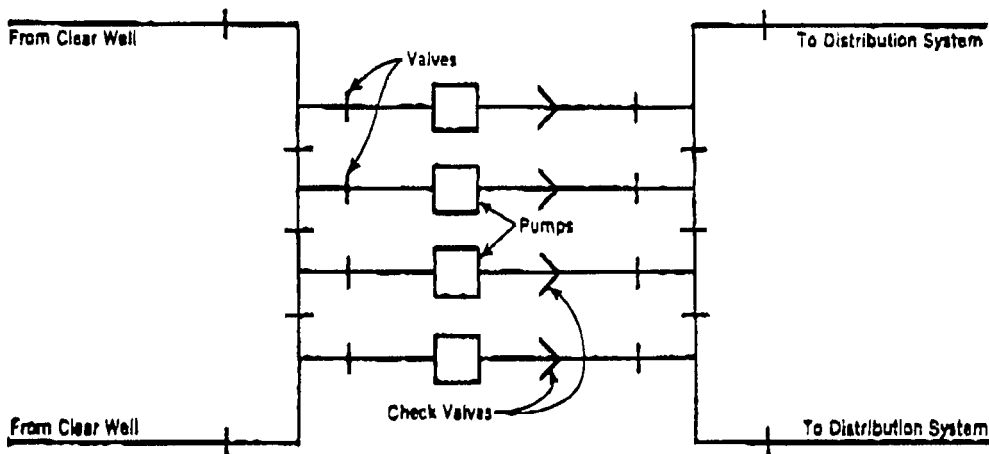 From Clear Well
To Distribution System
Valves
Pumps
Check Valves
From Clear Well
To Distribution System